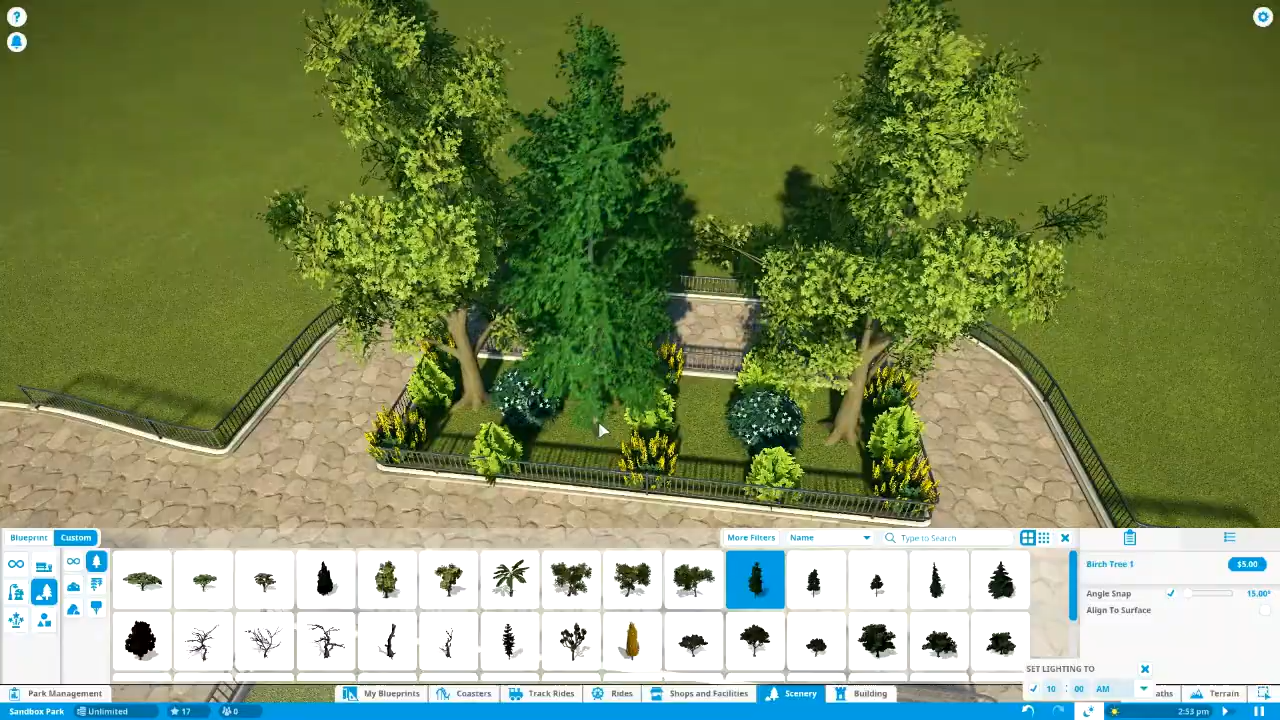 ?
Blueprint Custom
More Filters Name Type to Search
Birch Tree 1 $5.00
Angle Snap 15.00°
Align To Surface
SET LIGHTING TO
10 : 00 AM
Park Management My Blueprints Coasters Track Rides Rides Shops and Facilities Scenery Building aths Terrain
Sandbox Park Unlimited 17 0 2:53 pm